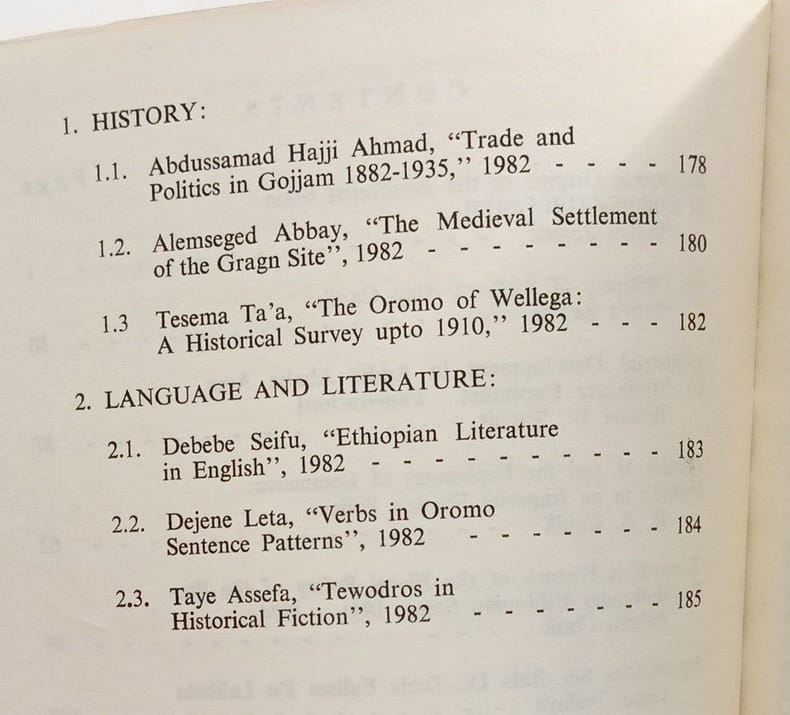 1. HISTORY:
1.1. Abdussamad Hajji Ahmad, “Trade and
Politics in Gojjam 1882-1935,” 1982 - - - - 178
1.2. Alemseged Abbay, “The Medieval Settlement
of the Gragn Site”, 1982 - - - - - - - - 180
1.3 Tesema Ta’a, “The Oromo of Wellega:
A Historical Survey upto 1910,” 1982 - - - 182
2. LANGUAGE AND LITERATURE:
2.1. Debebe Seifu, “Ethiopian Literature
in English”, 1982 - - - - - - - - - - 183
2.2. Dejene Leta, “Verbs in Oromo
Sentence Patterns”, 1982 - - - - - - - 184
2.3. Taye Assefa, “Tewodros in
Historical Fiction”, 1982 - - - - - - - 185